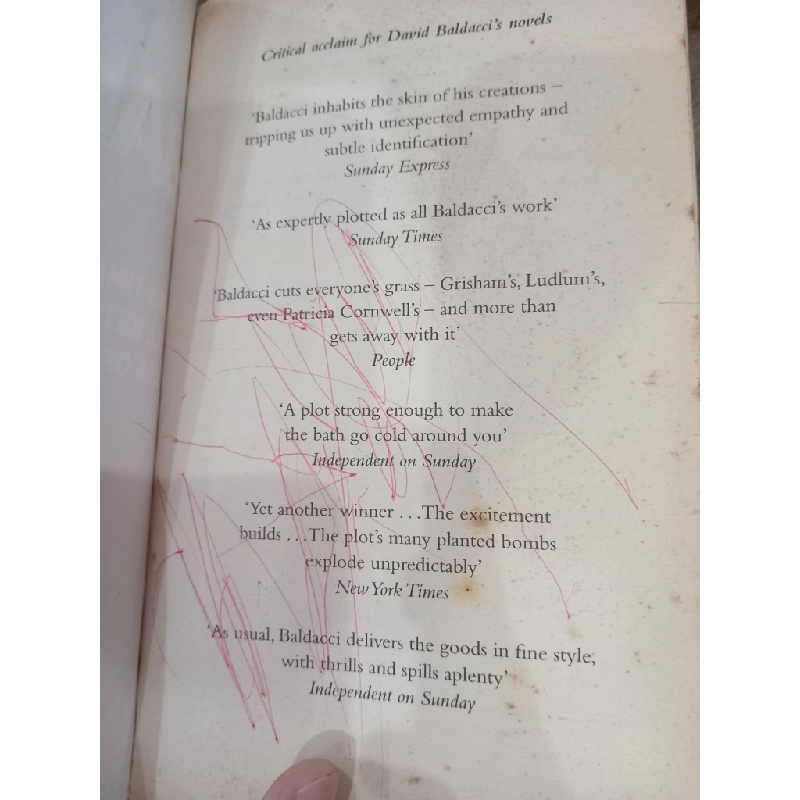 Critical acclaim for David Baldacci's novels
'Baldacci inhabits the skin of his creations –
tripping us up with unexpected empathy and
subtle identification'
Sunday Express
'As expertly plotted as all Baldacci's work'
Sunday Times
'Baldacci cuts everyone's grass – Grisham's, Ludlum's,
even Patricia Cornwell's – and more than
gets away with it'
People
'A plot strong enough to make
the bath go cold around you'
Independent on Sunday
'Yet another winner . . . The excitement
builds . . . The plot's many planted bombs
explode unpredictably'
New York Times
'As usual, Baldacci delivers the goods in fine style,
with thrills and spills aplenty'
Independent on Sunday